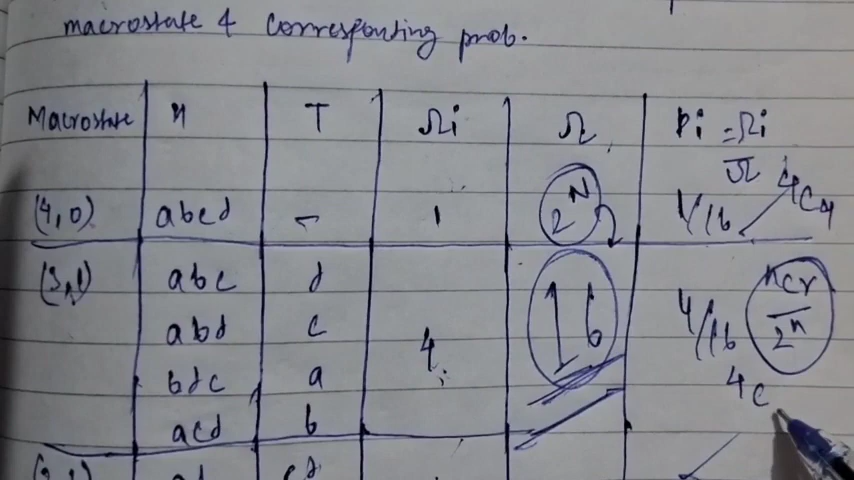 macrostate & corresponding prob.
Macrostate H T Ωi Ω Pi = Ωi/Ω
(4,0) abcd - 1 2^N 1/16 4C4
(3,1) abc d 4 16 4/16 nCr/2^n
abd c
bdc a 4C
acd b